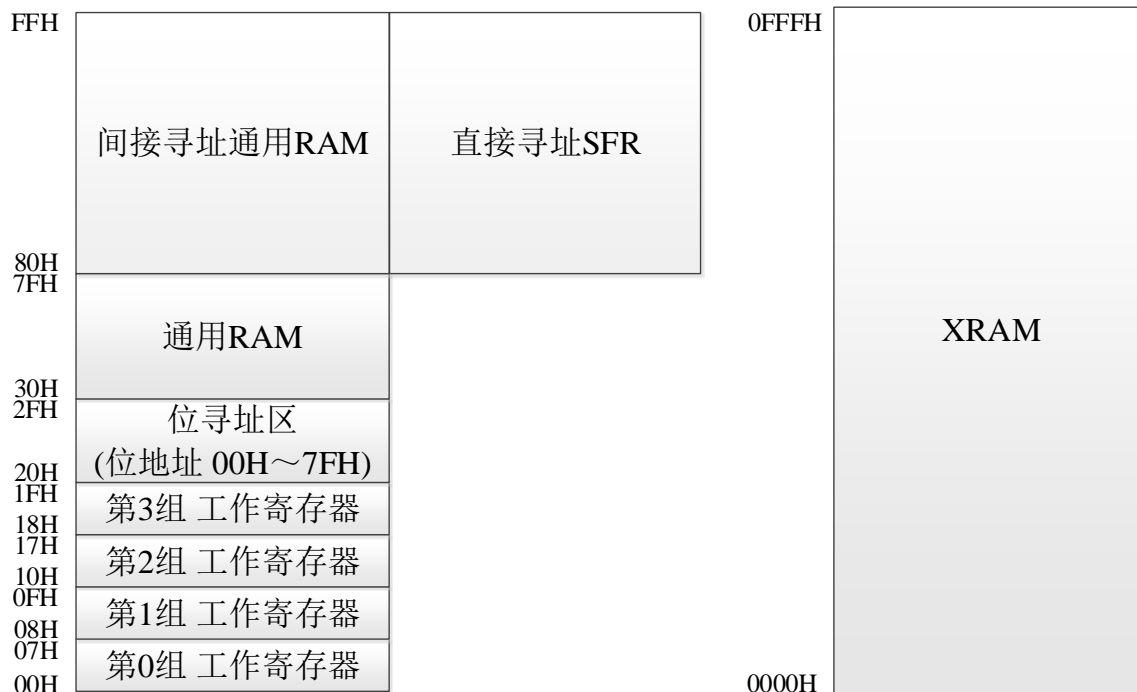 FFH
间接寻址通用RAM
直接寻址SFR
80H
7FH
通用RAM
30H
2FH
位寻址区
(位地址 00H～7FH)
20H
1FH
第3组 工作寄存器
18H
17H
第2组 工作寄存器
10H
0FH
第1组 工作寄存器
08H
07H
第0组 工作寄存器
00H
0FFFH
XRAM
0000H